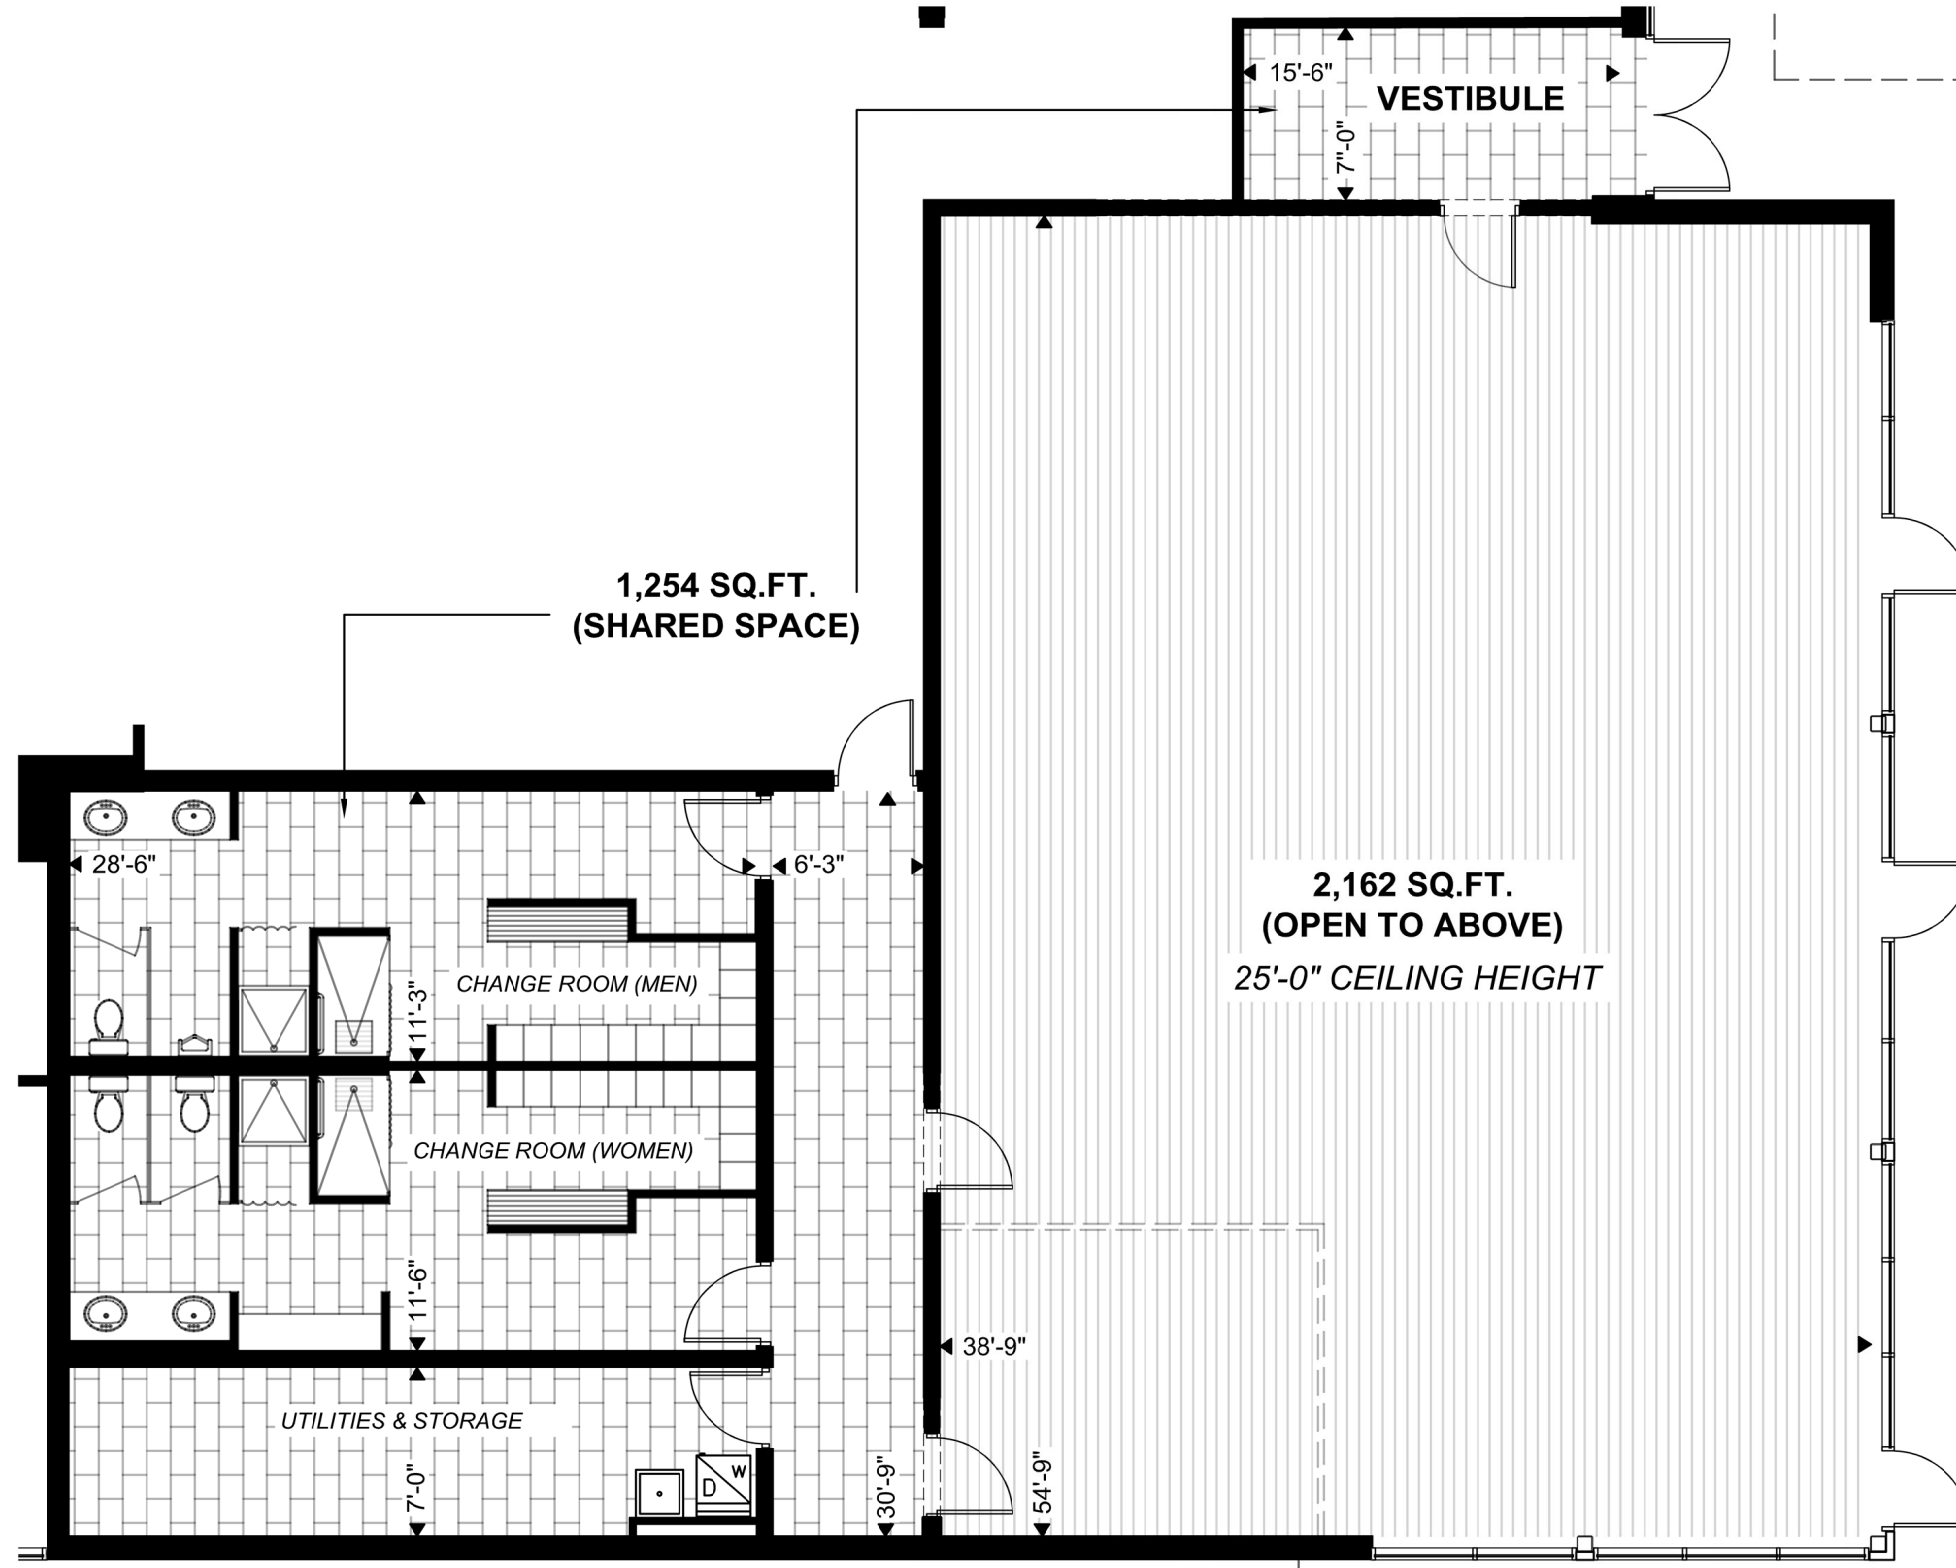 15'-6"
VESTIBULE
7"-0"
1,254 SQ.FT.
(SHARED SPACE)
28'-6"
6'-3"
2,162 SQ.FT.
(OPEN TO ABOVE)
25'-0" CEILING HEIGHT
CHANGE ROOM (MEN)
11'-3"
CHANGE ROOM (WOMEN)
11'-6"
38'-9"
UTILITIES & STORAGE
7'-0"
D
W
30'-9"
54'-9"